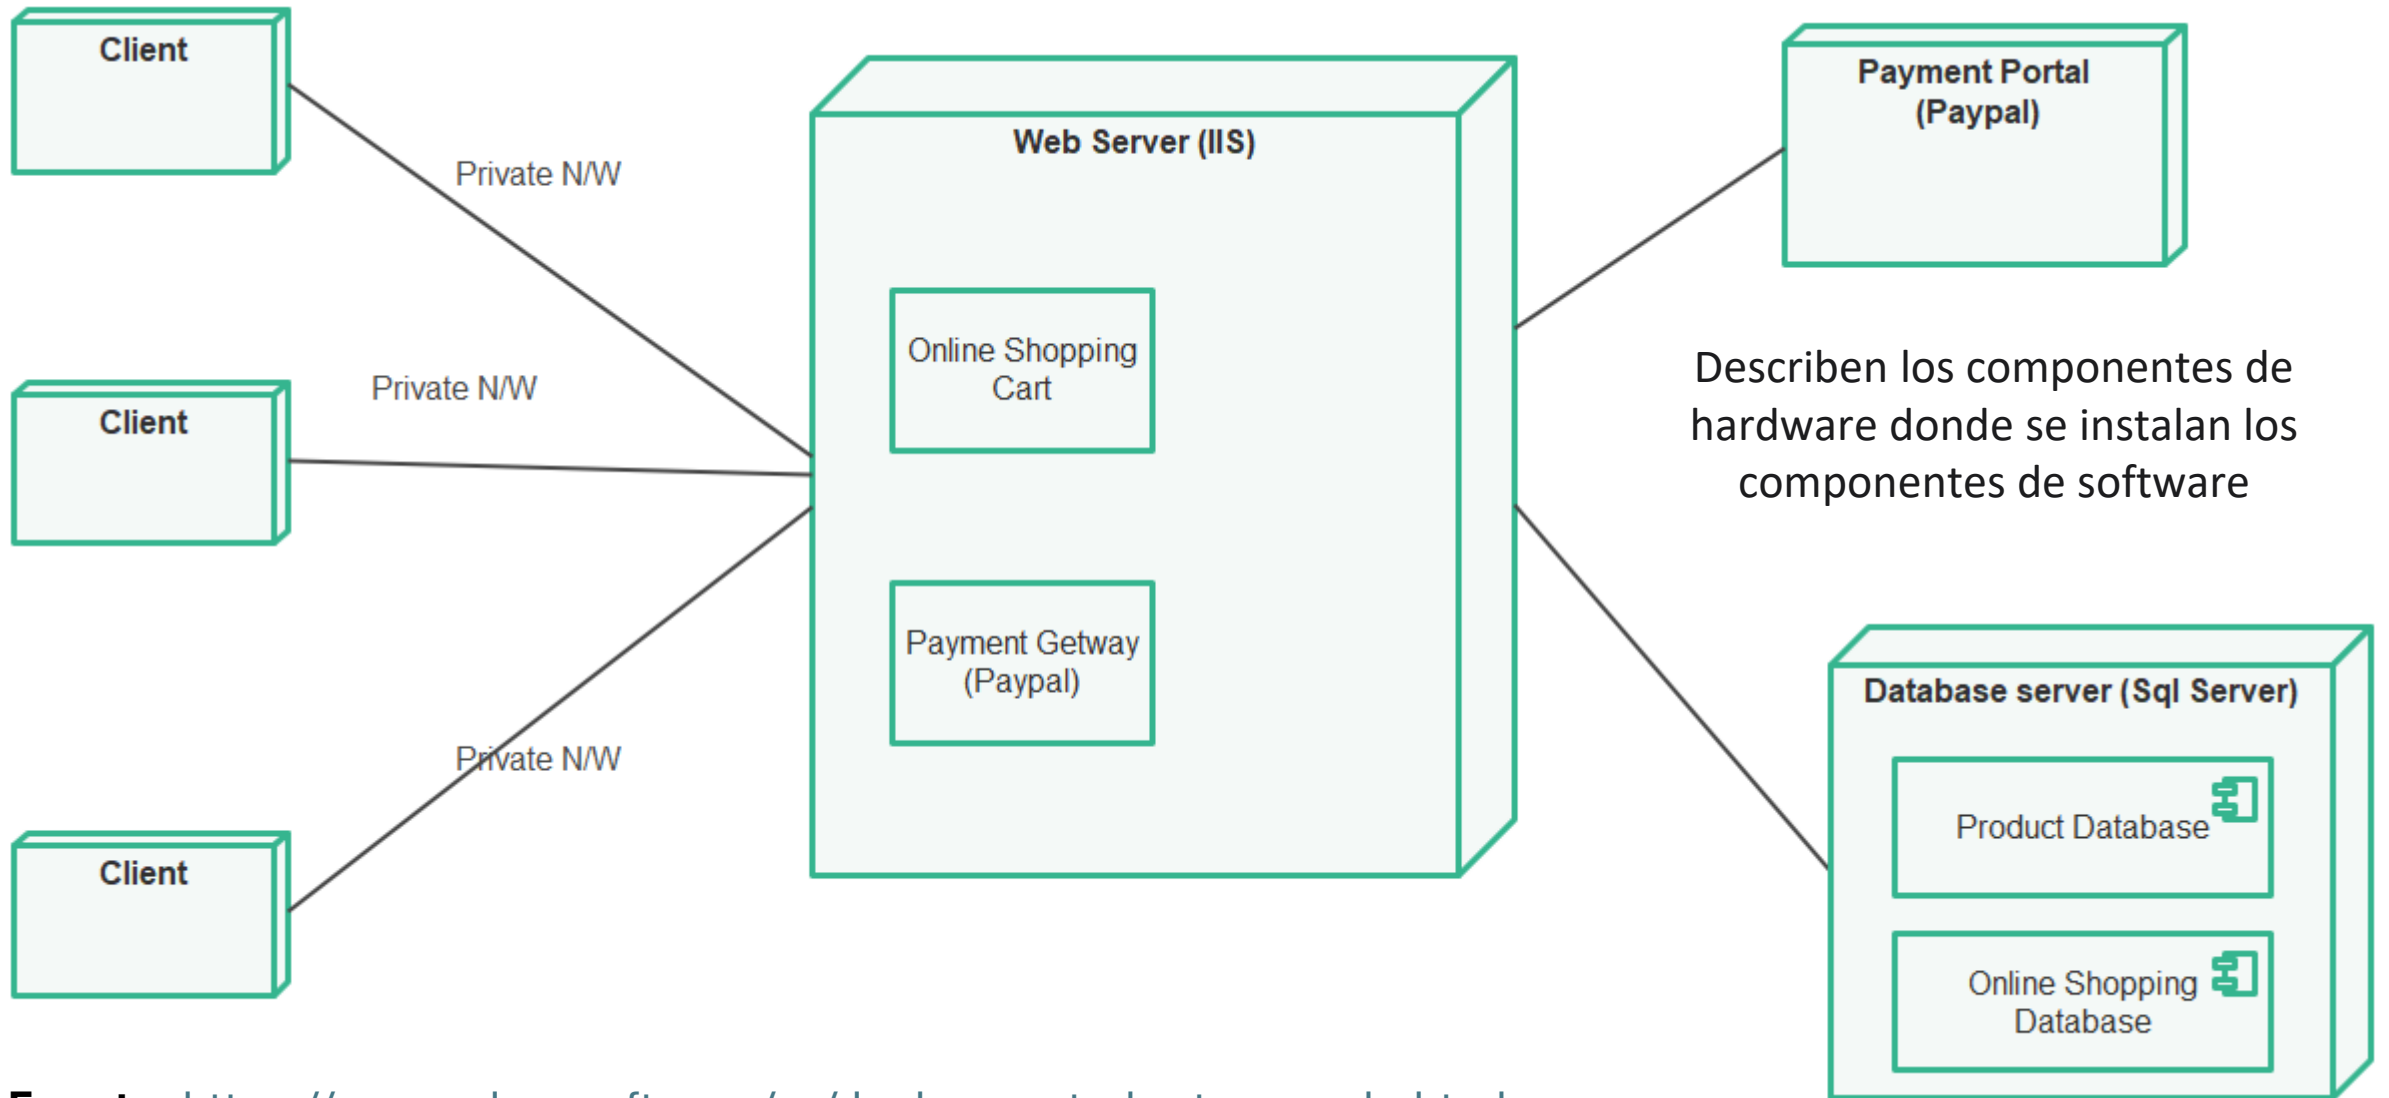 Client
Private N/W
Client
Private N/W
Client
Private N/W
Web Server (IIS)
Online Shopping
Cart
Payment Getway
(Paypal)
Payment Portal
(Paypal)
Describen los componentes de
hardware donde se instalan los
componentes de software
Database server (Sql Server)
Product Database
Online Shopping
Database